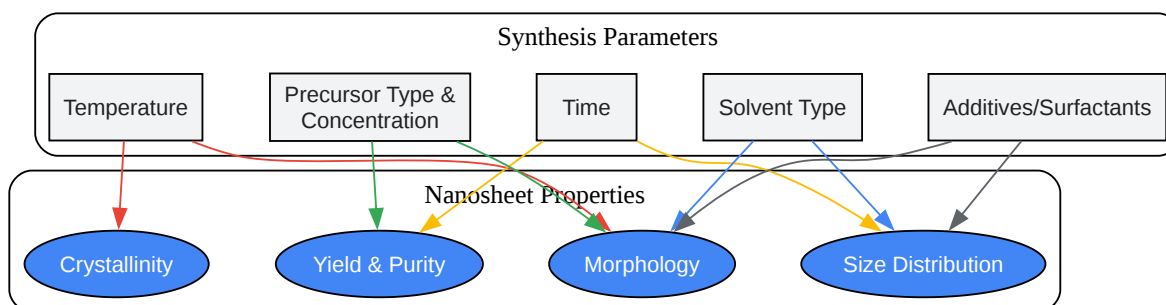 Synthesis Parameters
Temperature
Precursor Type &
Concentration
Time
Solvent Type
Additives/Surfactants
Nanosheet Properties
Crystallinity
Yield & Purity
Morphology
Size Distribution